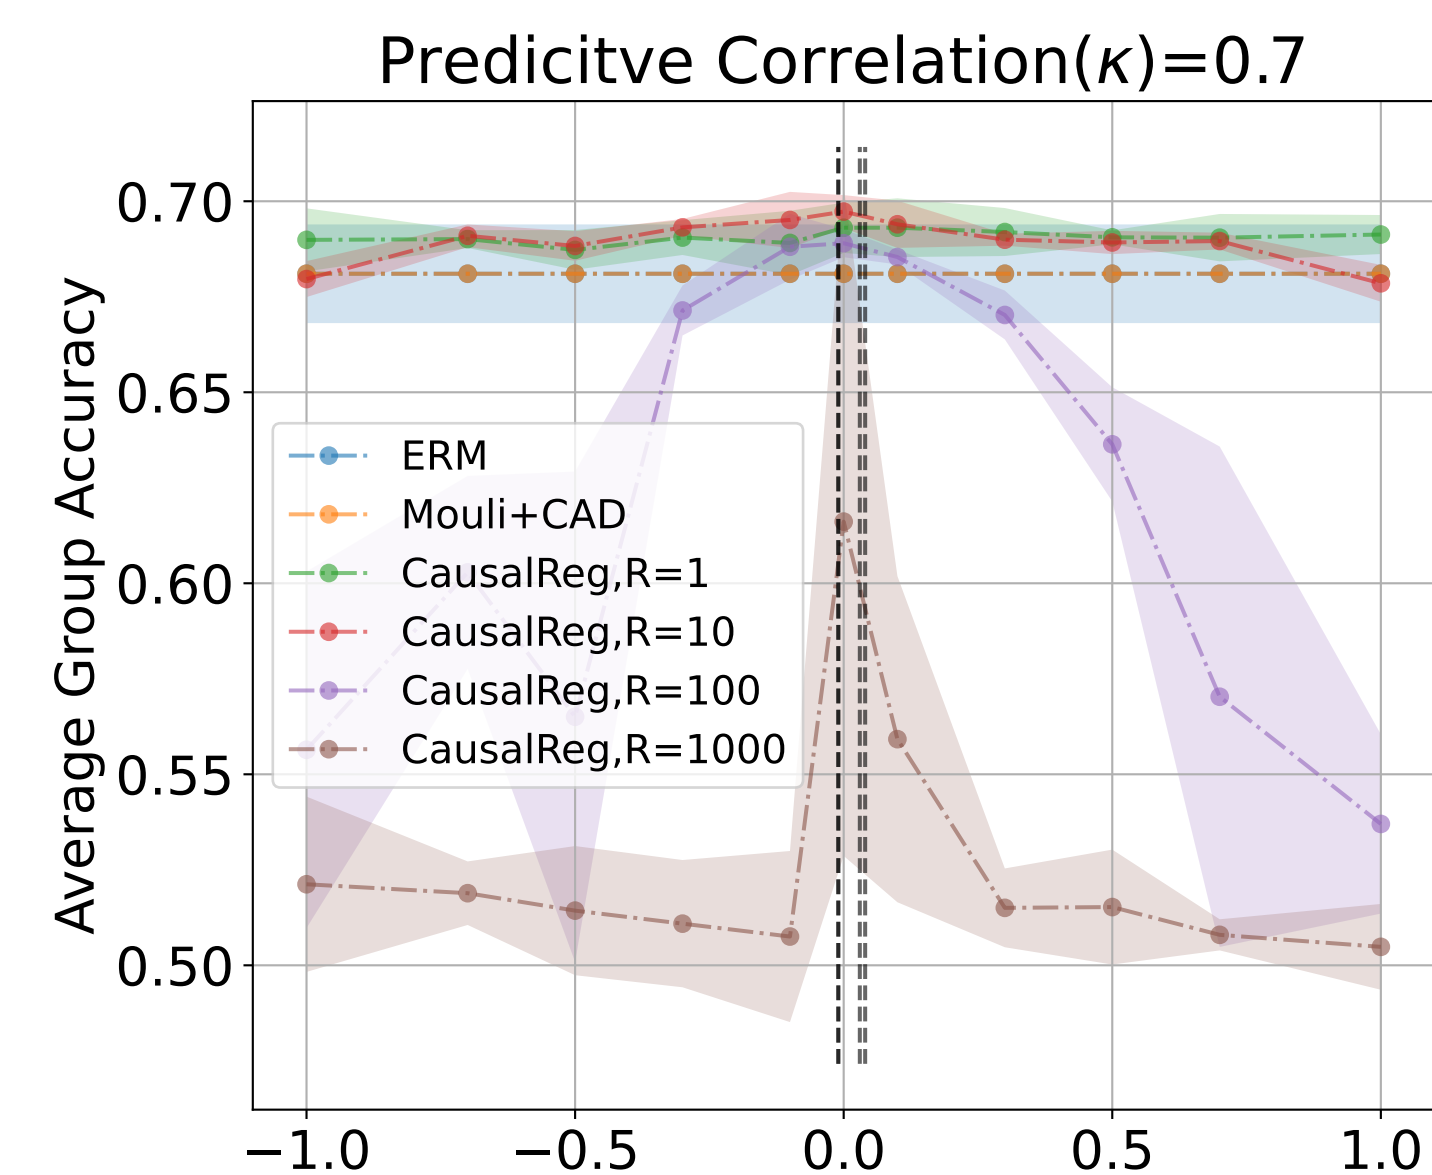 Predicitve Correlation(κ)=0.7
Average Group Accuracy
0.70
0.65
0.60
0.55
0.50
ERM
Mouli+CAD
CausalReg,R=1
CausalReg,R=10
CausalReg,R=100
CausalReg,R=1000
−1.0 −0.5 0.0 0.5 1.0